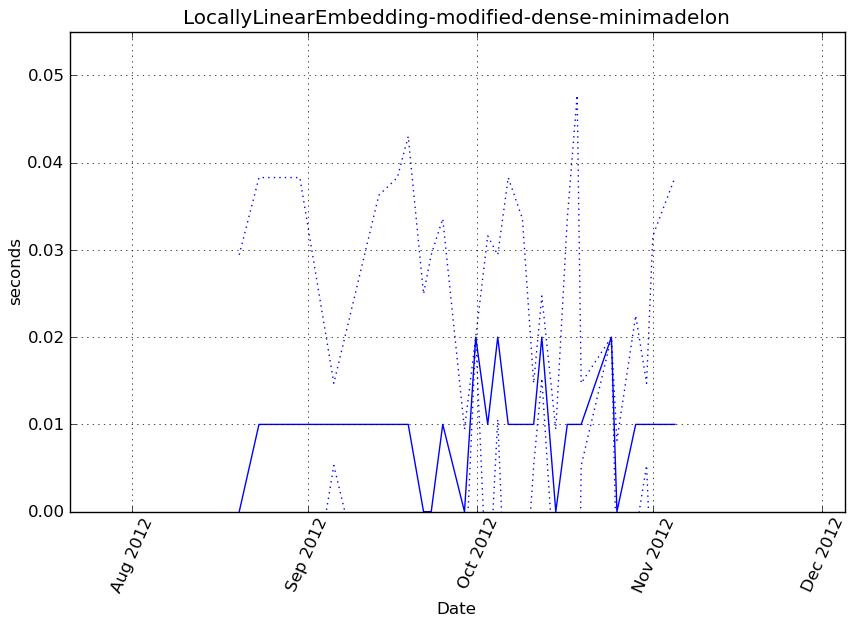 LocallyLinearEmbedding-modified-dense-minimadelon
0.05
0.04
0.03
0.02
0.01
0.00
seconds
Aug 2012
Sep 2012
Oct 2012
Nov 2012
Dec 2012
Date